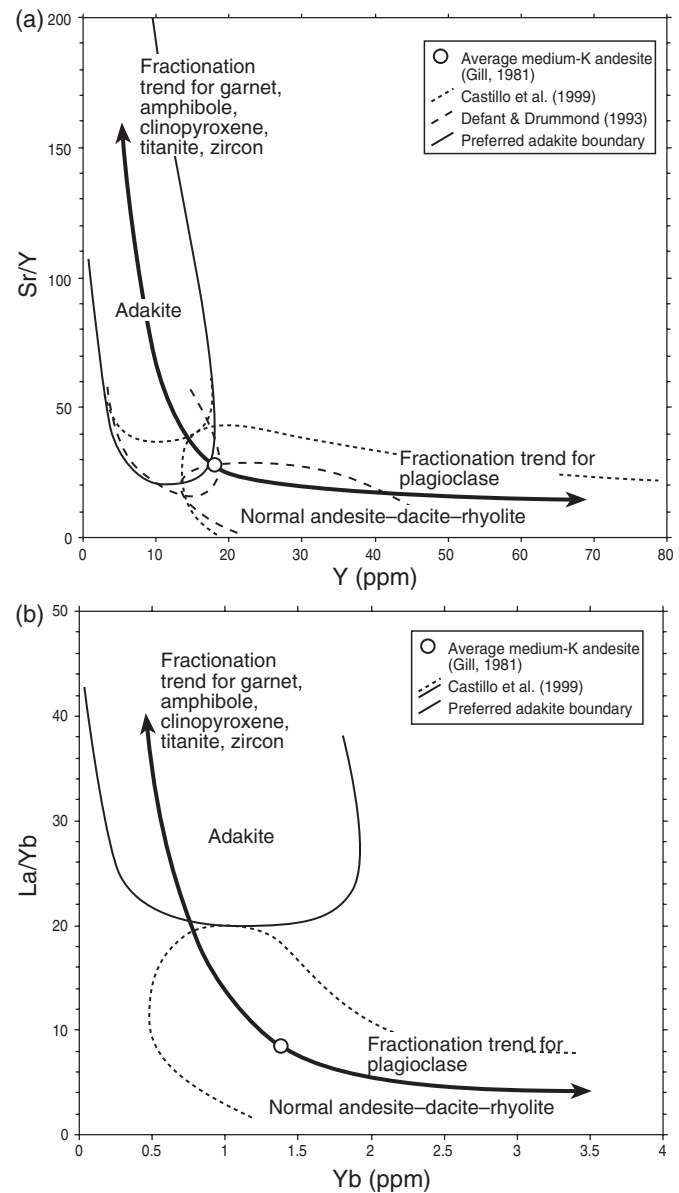 (a)
200
150
100
50
0
Sr/Y
Fractionation
trend for garnet,
amphibole,
clinopyroxene,
titanite, zircon
Average medium-K andesite
(Gill, 1981)
Castillo et al. (1999)
Defant & Drummond (1993)
Preferred adakite boundary
Adakite
Fractionation trend for
plagioclase
Normal andesite–dacite–rhyolite
0 10 20 30 40 50 60 70 80
Y (ppm)
(b)
50
40
30
20
10
0
La/Yb
Fractionation
trend for garnet,
amphibole,
clinopyroxene,
titanite, zircon
Average medium-K andesite
(Gill, 1981)
Castillo et al. (1999)
Preferred adakite boundary
Adakite
Fractionation trend for
plagioclase
Normal andesite–dacite–rhyolite
0 0.5 1 1.5 2 2.5 3 3.5 4
Yb (ppm)